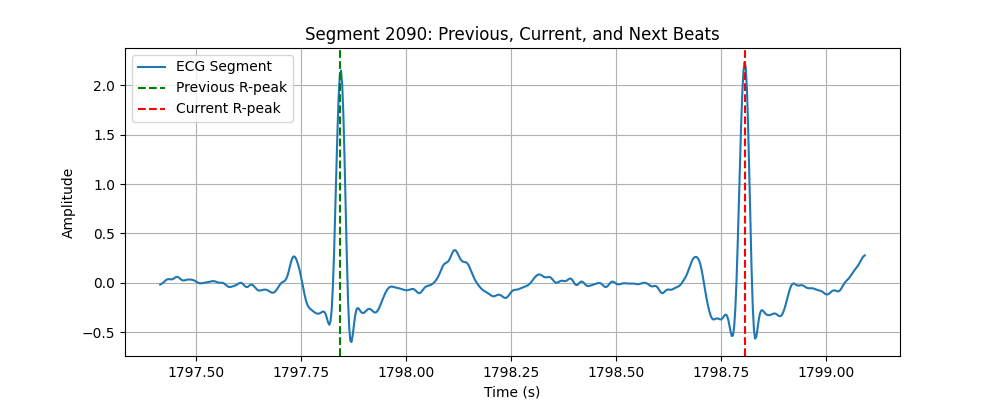 Segment 2090: Previous, Current, and Next Beats
ECG Segment
Previous R-peak
Current R-peak
Amplitude
2.0
1.5
1.0
0.5
0.0
−0.5
1797.50 1797.75 1798.00 1798.25 1798.50 1798.75 1799.00
Time (s)